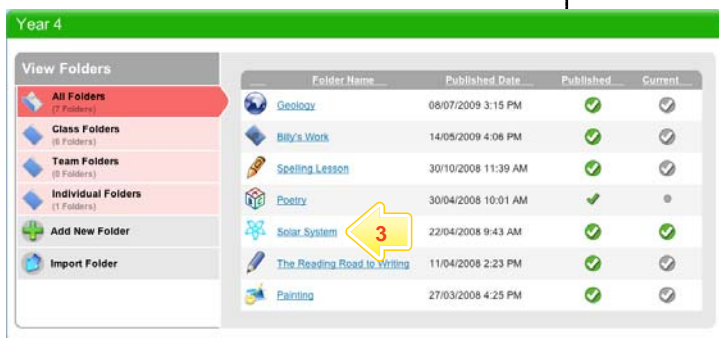 Year 4
View Folders
All Folders
(7 Folders)
Class Folders
(6 Folders)
Team Folders
(0 Folders)
Individual Folders
(1 Folders)
Add New Folder
Import Folder
Folder Name Published Date Published Current
Geology 08/07/2009 3:15 PM
Billy's Work 14/05/2009 4:06 PM
Spelling Lesson 30/10/2008 11:39 AM
Poetry 30/04/2008 10:01 AM
Solar System 3 22/04/2008 9:43 AM
The Reading Road to Writing 11/04/2008 2:23 PM
Painting 27/03/2008 4:25 PM